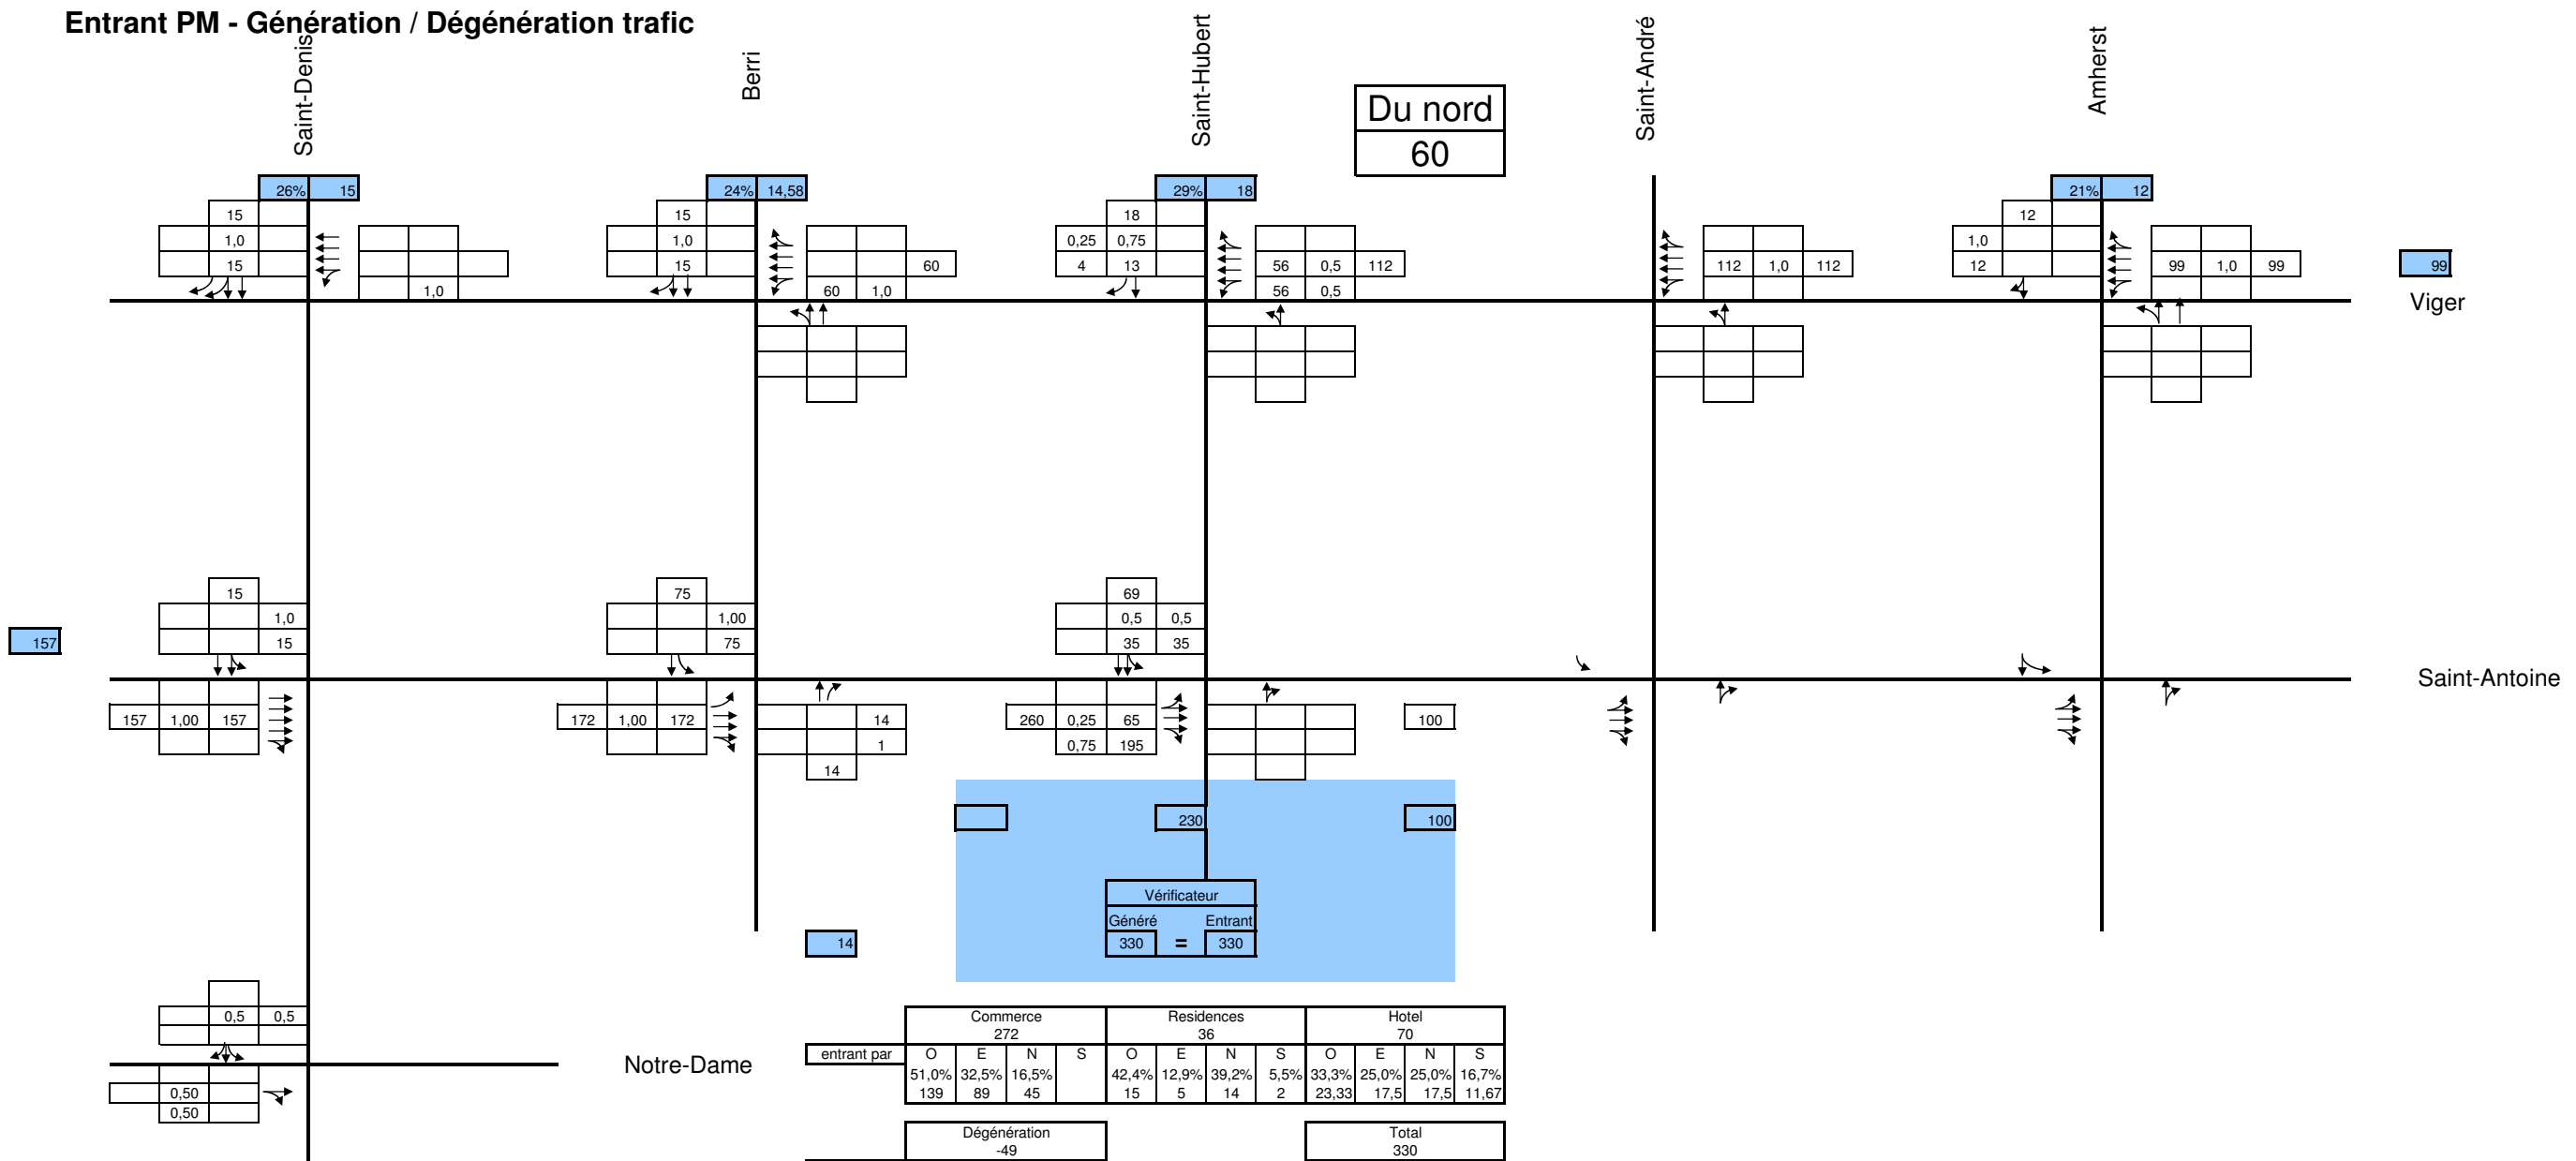 Entrant PM - Génération / Dégénération trafic
Saint-Denis
Berri
Saint-Hubert
Saint-André
Amherst
Du nord
60
26% 15
24% 14,58
29% 18
21% 12
15
15
18
12
1,0
1,0
0,25 0,75
1,0
15
15
60
4 13
56 0,5 112
112 1,0 112
12
99 1,0 99
99
1,0
60 1,0
56 0,5
Viger
15
75
69
1,0
1,00
0,5 0,5
157
15
75
35 35
Saint-Antoine
157 1,00 157
172 1,00 172
14
260 0,25 65
100
1
0,75 195
14
230
100
Vérificateur
Généré Entrant
14
330 = 330
0,5 0,5
Notre-Dame
0,50
0,50
Commerce Residences Hotel
272 36 70
entrant par O E N S O E N S O E N S
51,0% 32,5% 16,5% 42,4% 12,9% 39,2% 5,5% 33,3% 25,0% 25,0% 16,7%
139 89 45 15 5 14 2 23,33 17,5 17,5 11,67
Dégénération Total
-49 330